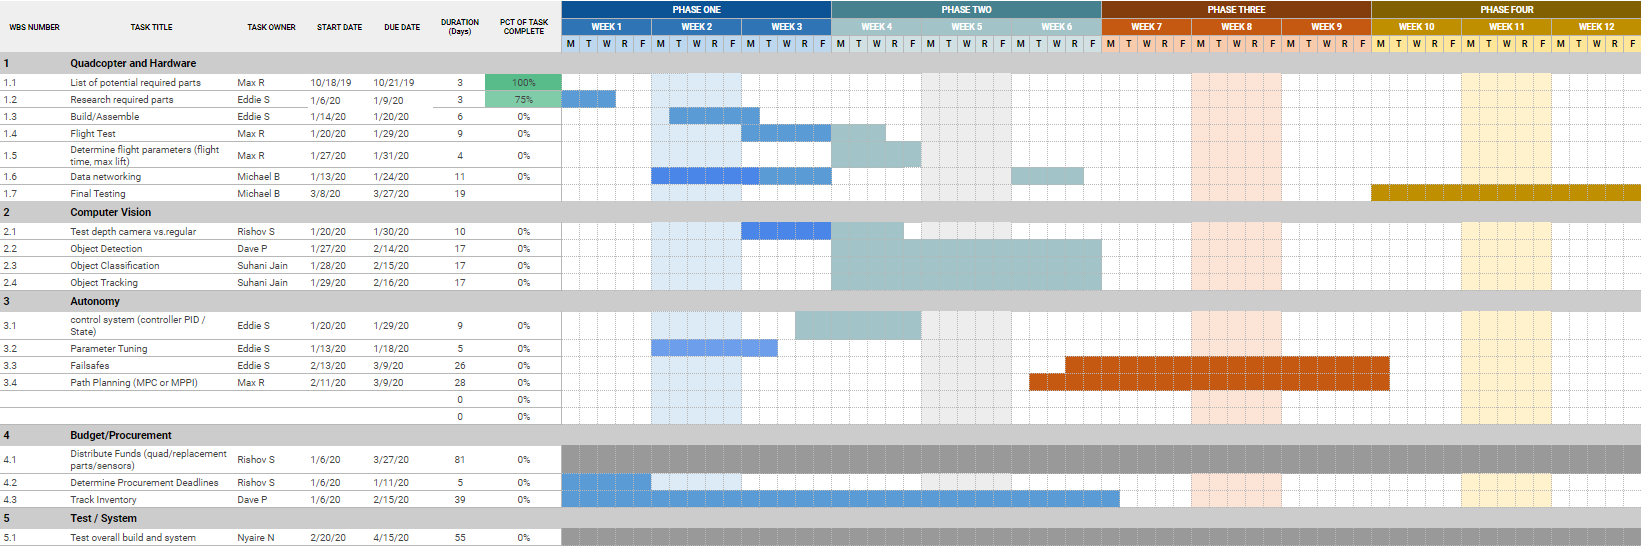 PHASE ONE PHASE TWO PHASE THREE PHASE FOUR
WBS NUMBER TASK TITLE TASK OWNER START DATE DUE DATE DURATION (Days) PCT OF TASK COMPLETE
WEEK 1 WEEK 2 WEEK 3 WEEK 4 WEEK 5 WEEK 6 WEEK 7 WEEK 8 WEEK 9 WEEK 10 WEEK 11 WEEK 12
M T W R F M T W R F M T W R F M T W R F M T W R F M T W R F M T W R F M T W R F M T W R F M T W R F M T W R F M T W R F
1 Quadcopter and Hardware
1.1 List of potential required parts Max R 10/18/19 10/21/19 3 100%
1.2 Research required parts Eddie S 1/6/20 1/9/20 3 75%
1.3 Build/Assemble Eddie S 1/14/20 1/20/20 6 0%
1.4 Flight Test Max R 1/20/20 1/29/20 9 0%
1.5 Determine flight parameters (flight time, max lift) Max R 1/27/20 1/31/20 4 0%
1.6 Data networking Michael B 1/13/20 1/24/20 11 0%
1.7 Final Testing Michael B 3/8/20 3/27/20 19
2 Computer Vision
2.1 Test depth camera vs.regular Rishov S 1/20/20 1/30/20 10 0%
2.2 Object Detection Dave P 1/27/20 2/14/20 17 0%
2.3 Object Classification Suhani Jain 1/28/20 2/15/20 17 0%
2.4 Object Tracking Suhani Jain 1/29/20 2/16/20 17 0%
3 Autonomy
3.1 control system (controller PID / State) Eddie S 1/20/20 1/29/20 9 0%
3.2 Parameter Tuning Eddie S 1/13/20 1/18/20 5 0%
3.3 Failsafes Eddie S 2/13/20 3/9/20 26 0%
3.4 Path Planning (MPC or MPPI) Max R 2/11/20 3/9/20 28 0%
0 0%
0 0%
4 Budget/Procurement
4.1 Distribute Funds (quad/replacement parts/sensors) Rishov S 1/6/20 3/27/20 81 0%
4.2 Determine Procurement Deadlines Rishov S 1/6/20 1/11/20 5 0%
4.3 Track Inventory Dave P 1/6/20 2/15/20 39 0%
5 Test / System
5.1 Test overall build and system Nyaire N 2/20/20 4/15/20 55 0%